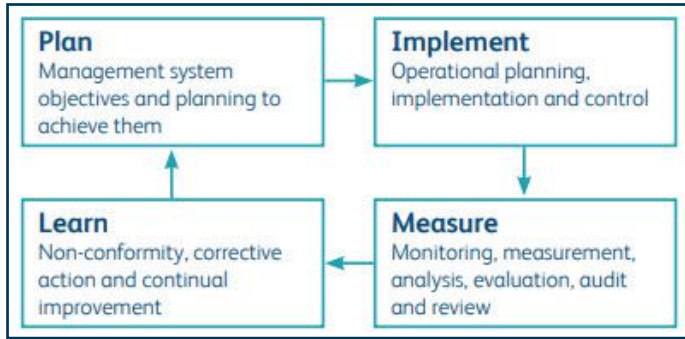 Plan
Management system
objectives and planning to
achieve them
Implement
Operational planning,
implementation and control
Learn
Non-conformity, corrective
action and continual
improvement
Measure
Monitoring, measurement,
analysis, evaluation, audit
and review